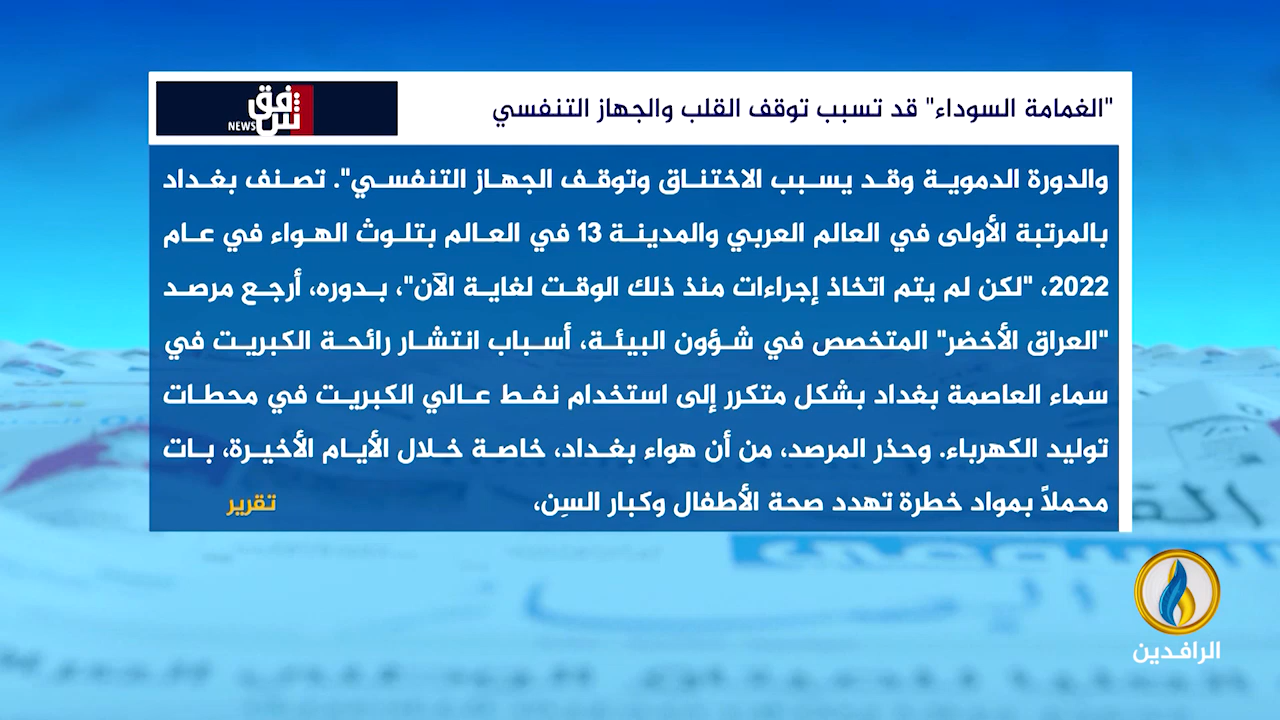 "الغمامة السوداء" قد تسبب توقف القلب والجهاز التنفسي
شفق
NEWS
والدورة الدموية وقد يسبب الاختناق وتوقف الجهاز التنفسي". تصنف بغداد
بالمرتبة الأولى في العالم العربي والمدينة 13 في العالم بتلوث الهواء في عام
2022، "لكن لم يتم اتخاذ إجراءات منذ ذلك الوقت لغاية الآن"، بدوره، أرجع مرصد
"العراق الأخضر" المتخصص في شؤون البيئة، أسباب انتشار رائحة الكبريت في
سماء العاصمة بغداد بشكل متكرر إلى استخدام نفط عالي الكبريت في محطات
توليد الكهرباء. وحذر المرصد، من أن هواء بغداد، خاصة خلال الأيام الأخيرة، بات
محملاً بمواد خطرة تهدد صحة الأطفال وكبار السِن،
تقرير
الرافدين